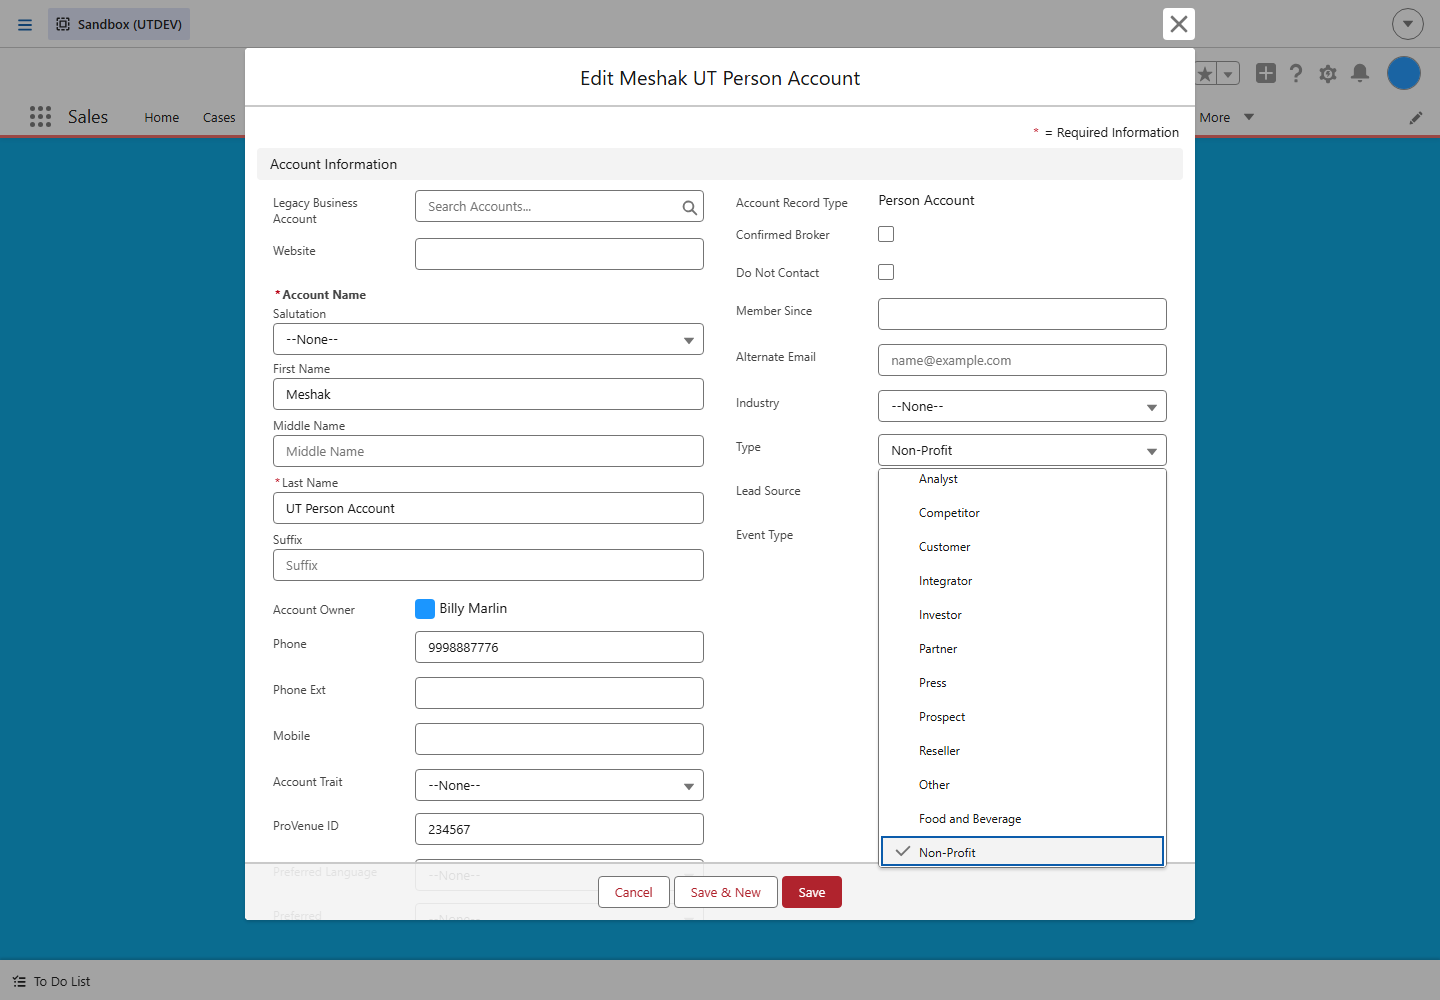 Sandbox (UTDEV)
Sales
Home
Cases
More
Edit Meshak UT Person Account
* = Required Information
Account Information
Legacy Business
Account
Search Accounts...
Website
*Account Name
Salutation
--None--
First Name
Meshak
Middle Name
Middle Name
*Last Name
UT Person Account
Suffix
Suffix
Account Owner
Billy Marlin
Phone
9998887776
Phone Ext
Mobile
Account Trait
--None--
ProVenue ID
234567
Preferred Language
--None--
Preferred
--None--
Account Record Type
Person Account
Confirmed Broker
Do Not Contact
Member Since
Alternate Email
name@example.com
Industry
--None--
Type
Non-Profit
Lead Source
Event Type
Analyst
Competitor
Customer
Integrator
Investor
Partner
Press
Prospect
Reseller
Other
Food and Beverage
Non-Profit
Cancel
Save & New
Save
To Do List